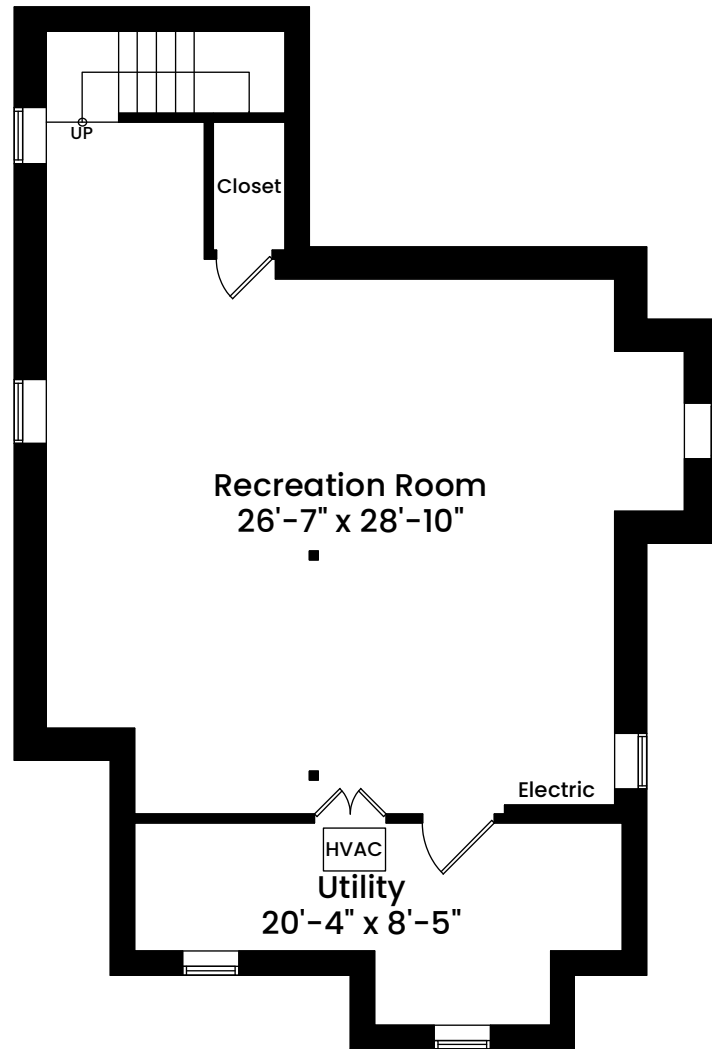 UP
Closet
Recreation Room
26'-7" x 28'-10"
Electric
HVAC
Utility
20'-4" x 8'-5"